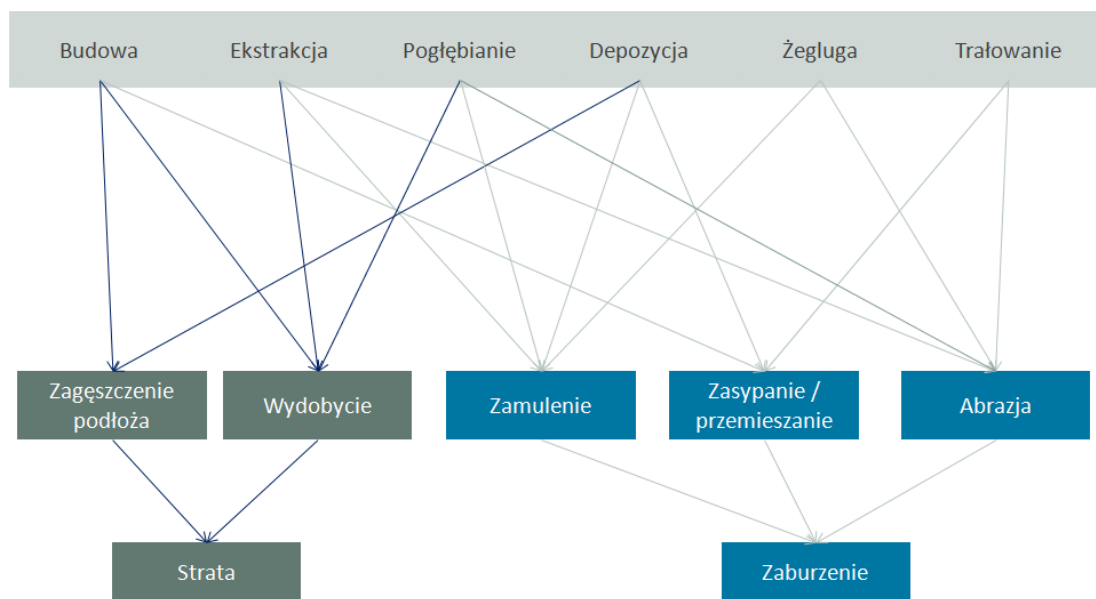 Budowa Ekstrakcja Pogłębianie Depozycja Żegluga Trałowanie
Zagęszczenie
podłoża
Wydobycie
Zamulenie
Zasypanie /
przemieszanie
Abrazja
Strata
Zaburzenie